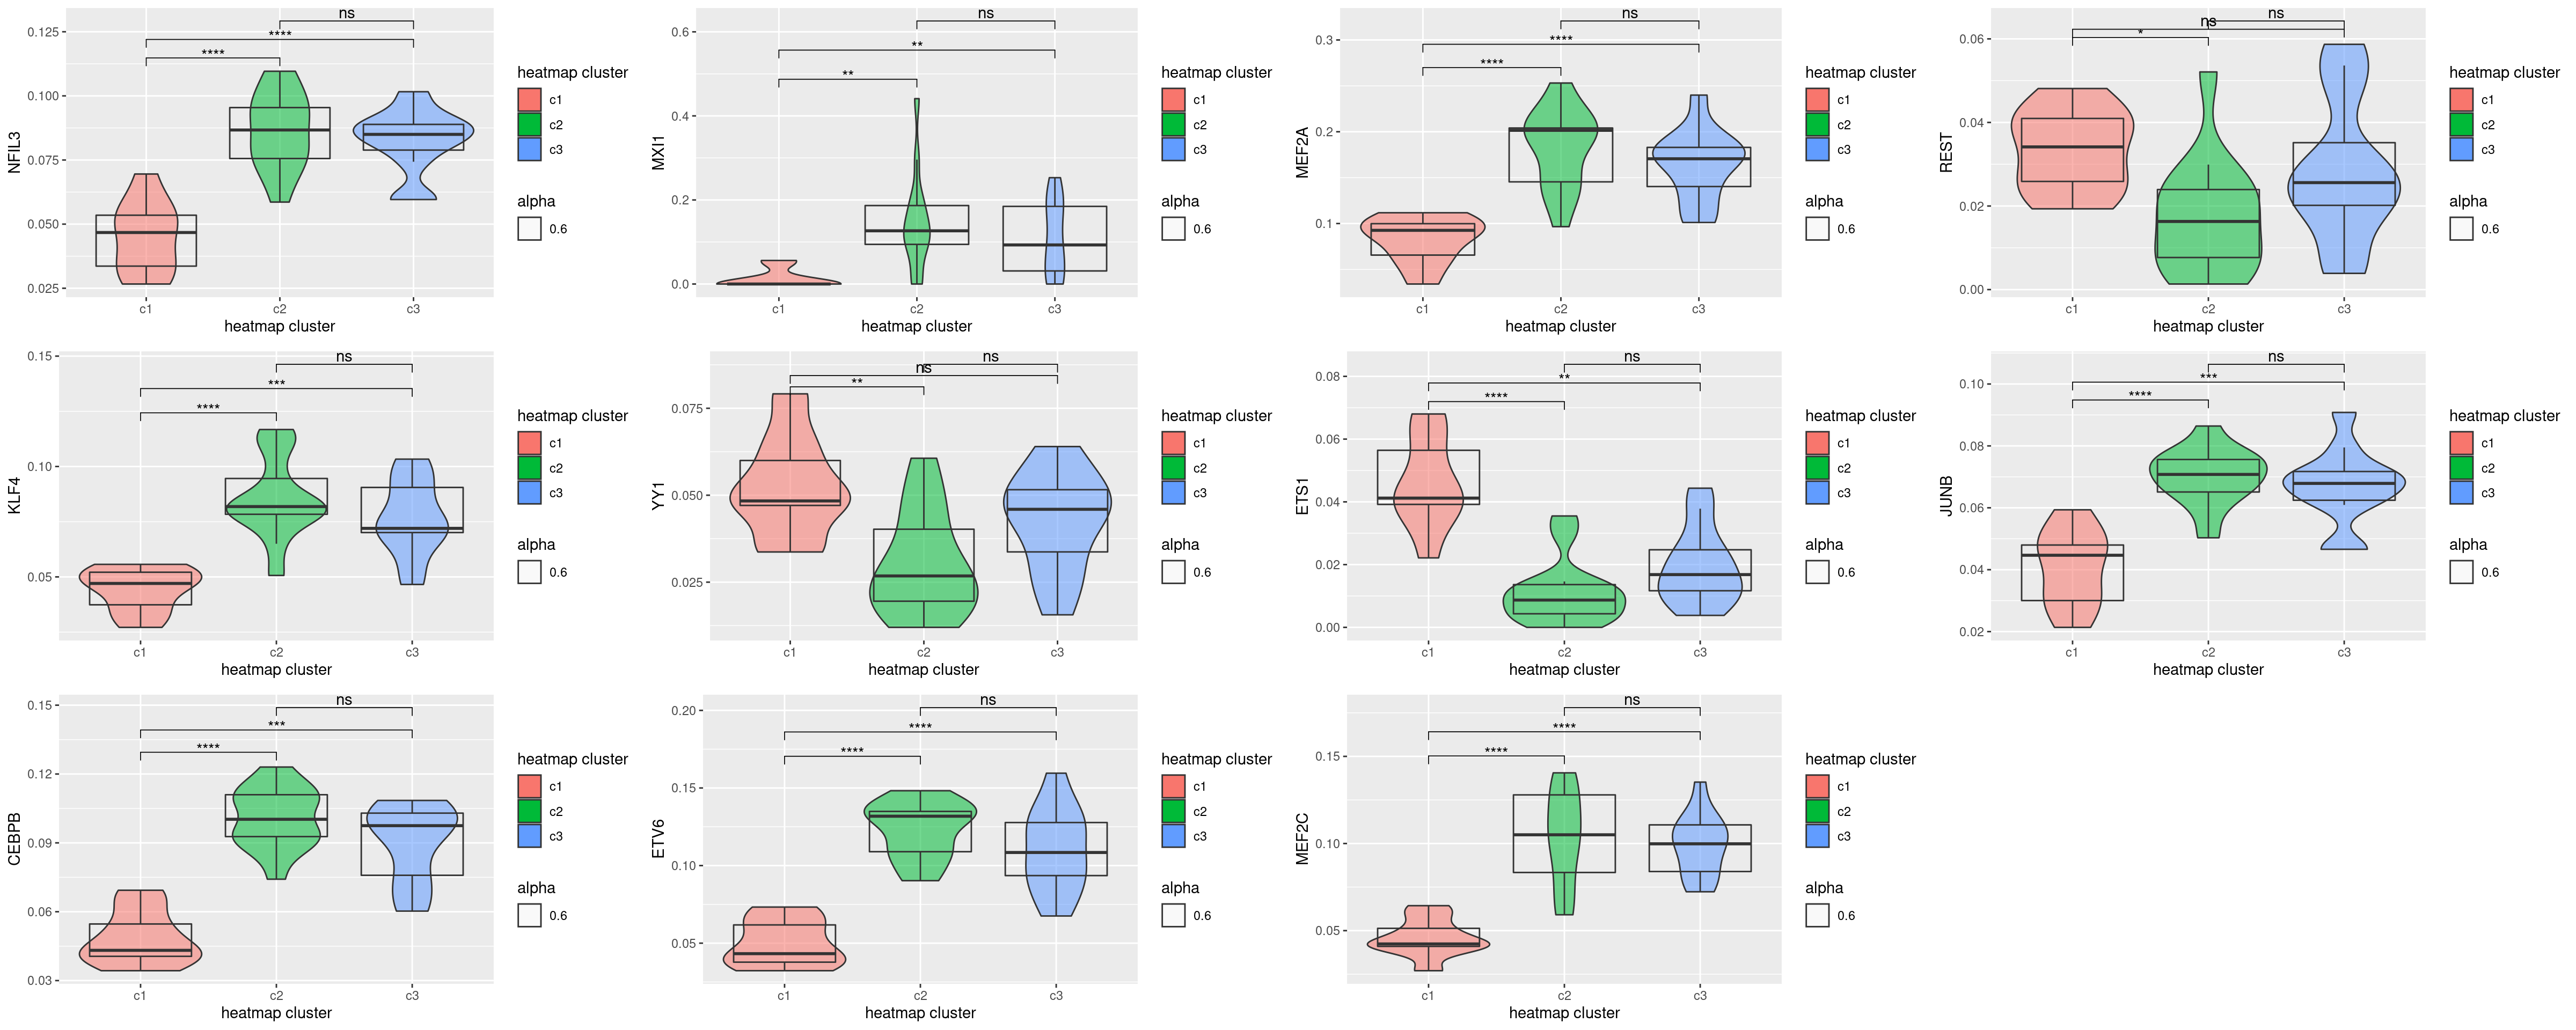 NFIL3
0.125
0.100
0.075
0.050
0.025
ns
****
****
c1 c2 c3
heatmap cluster
heatmap cluster
c1
c2
c3
alpha
0.6
MXI1
0.6
0.4
0.2
0.0
ns
**
**
c1 c2 c3
heatmap cluster
heatmap cluster
c1
c2
c3
alpha
0.6
MEF2A
0.3
0.2
0.1
ns
****
****
c1 c2 c3
heatmap cluster
heatmap cluster
c1
c2
c3
alpha
0.6
REST
0.06
0.04
0.02
0.00
ns
ns
*
c1 c2 c3
heatmap cluster
heatmap cluster
c1
c2
c3
alpha
0.6
KLF4
0.15
0.10
0.05
ns
***
****
c1 c2 c3
heatmap cluster
heatmap cluster
c1
c2
c3
alpha
0.6
YY1
0.075
0.050
0.025
ns
ns
**
c1 c2 c3
heatmap cluster
heatmap cluster
c1
c2
c3
alpha
0.6
ETS1
0.08
0.06
0.04
0.02
0.00
ns
**
****
c1 c2 c3
heatmap cluster
heatmap cluster
c1
c2
c3
alpha
0.6
JUNB
0.10
0.08
0.06
0.04
0.02
ns
***
****
c1 c2 c3
heatmap cluster
heatmap cluster
c1
c2
c3
alpha
0.6
CEBPB
0.15
0.12
0.09
0.06
0.03
ns
***
****
c1 c2 c3
heatmap cluster
heatmap cluster
c1
c2
c3
alpha
0.6
ETV6
0.20
0.15
0.10
0.05
ns
****
****
c1 c2 c3
heatmap cluster
heatmap cluster
c1
c2
c3
alpha
0.6
MEF2C
0.15
0.10
0.05
ns
****
****
c1 c2 c3
heatmap cluster
heatmap cluster
c1
c2
c3
alpha
0.6